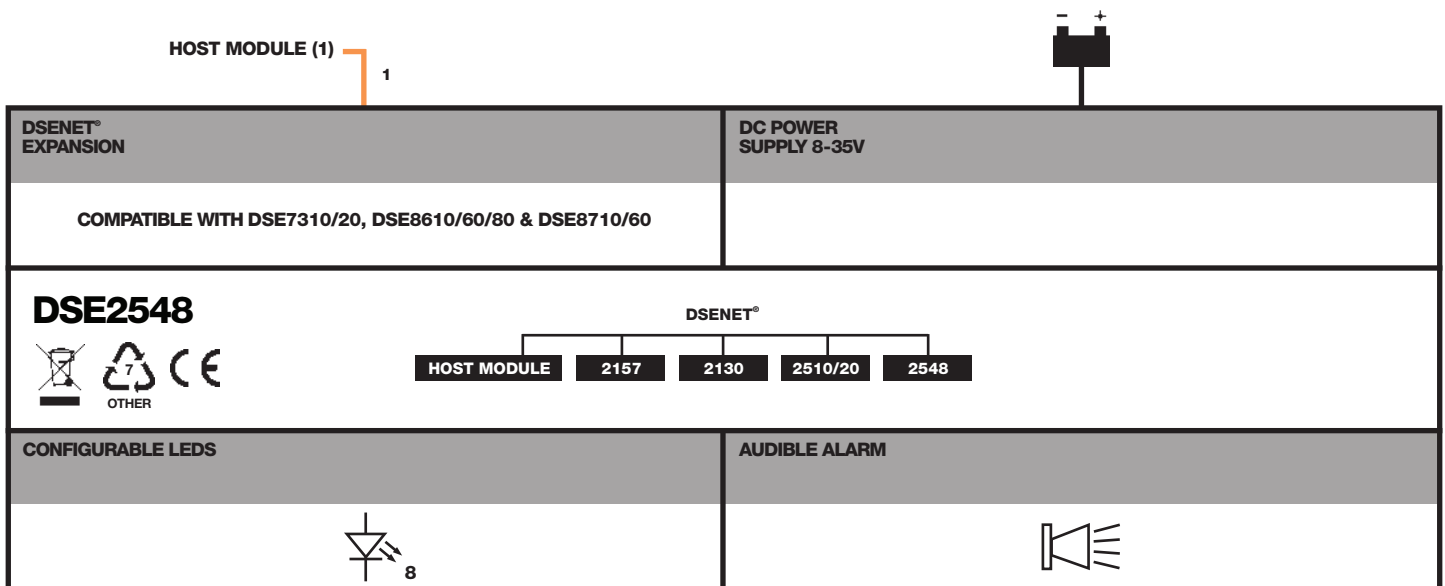 HOST MODULE (1)
1
- +
DSENET®
EXPANSION
DC POWER
SUPPLY 8-35V
COMPATIBLE WITH DSE7310/20, DSE8610/60/80 & DSE8710/60
DSE2548
7
OTHER
CE
DSENET®
HOST MODULE
2157
2130
2510/20
2548
CONFIGURABLE LEDS
AUDIBLE ALARM
8